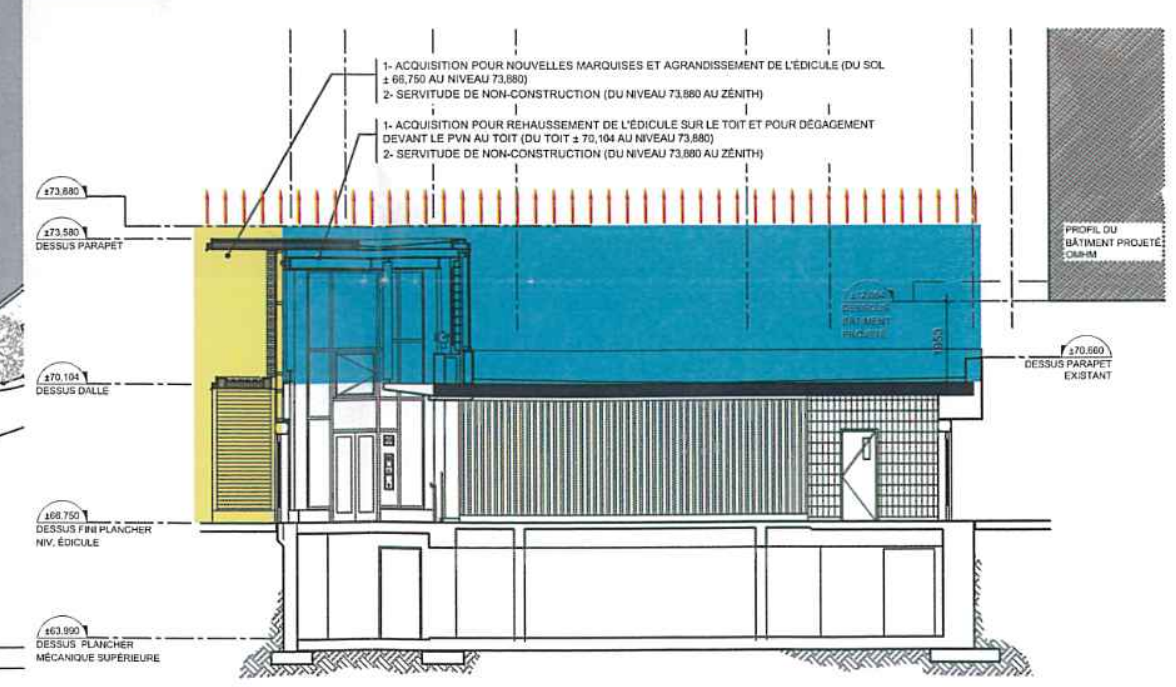 1- ACQUISITION POUR NOUVELLES MARQUISES ET AGRANDISSEMENT DE L'ÉDICULE (DU SOL
± 66,750 AU NIVEAU 73,880)
2- SERVITUDE DE NON-CONSTRUCTION (DU NIVEAU 73,880 AU ZÉNITH)
1- ACQUISITION POUR REHAUSSEMENT DE L'ÉDICULE SUR LE TOIT ET POUR DÉGAGEMENT
DEVANT LE PVN AU TOIT (DU TOIT ± 70,104 AU NIVEAU 73,880)
2- SERVITUDE DE NON-CONSTRUCTION (DU NIVEAU 73,880 AU ZÉNITH)
±73,880
±73,580
DESSUS PARAPET
PROFIL DU
BÂTIMENT PROJETÉ
OMHM
BÂTIMENT
PROJETÉ
±70,660
DESSUS PARAPET
EXISTANT
±70,104
DESSUS DALLE
±66,750
DESSUS FINI PLANCHER
NIV. ÉDICULE
±63,990
DESSUS PLANCHER
MÉCANIQUE SUPÉRIEURE